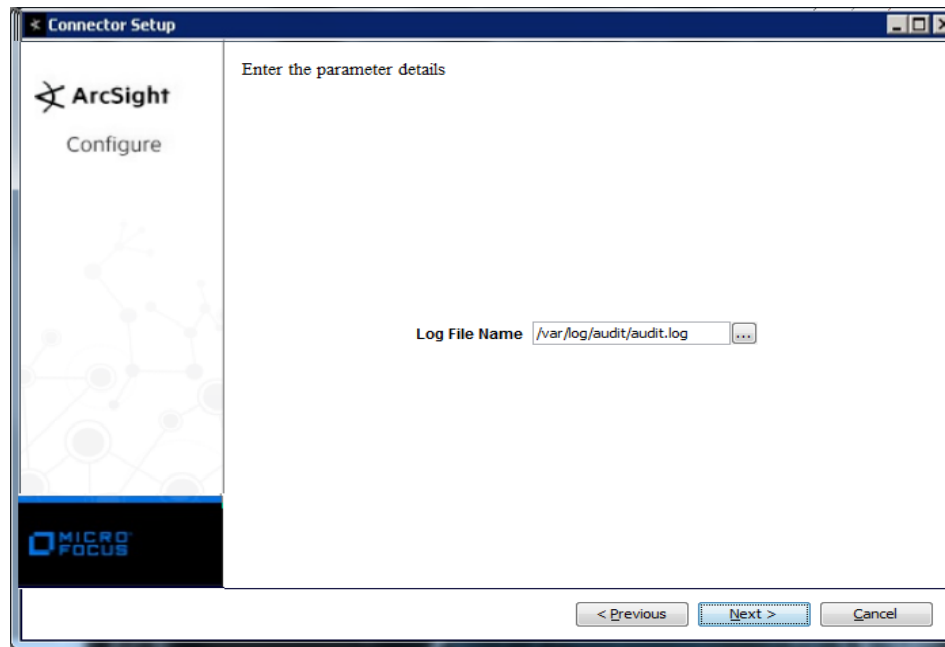 Connector Setup
ArcSight
Configure
Enter the parameter details
Log File Name /var/log/audit/audit.log ...
MICRO
FOCUS
< Previous Next > Cancel